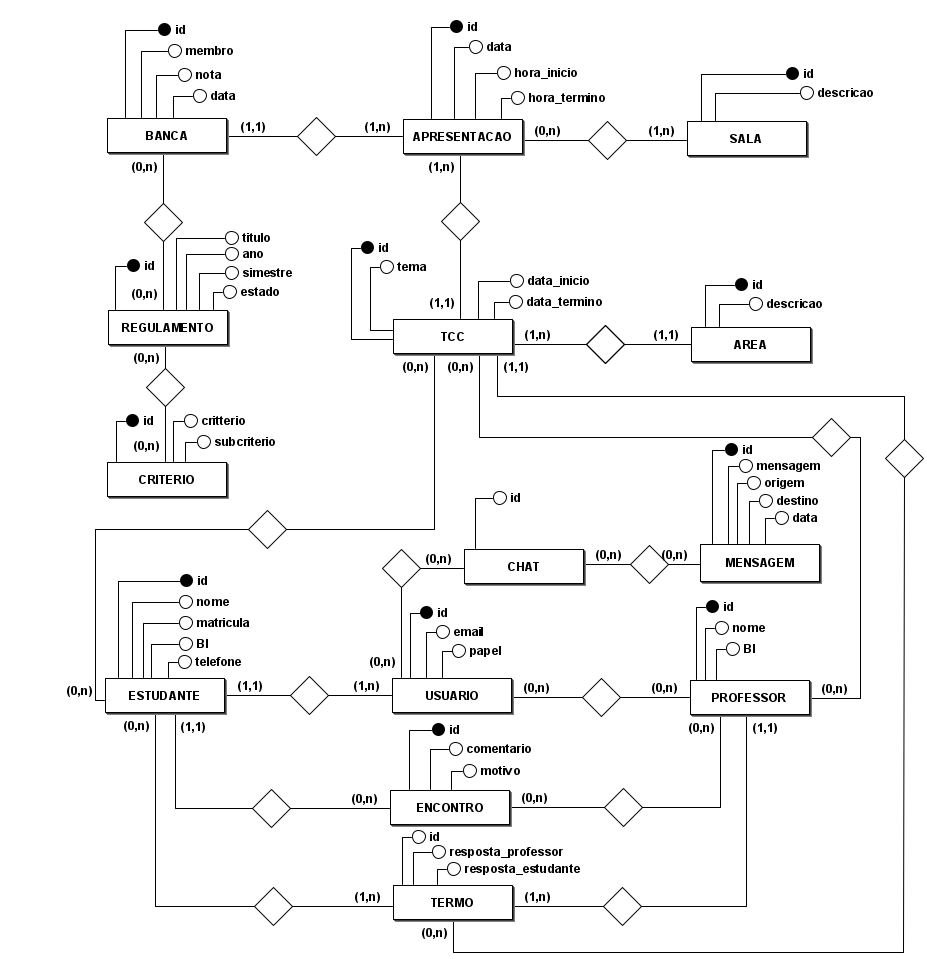 id
membro
nota
data
BANCA
(1,1)
(1,n)
(0,n)
id
data
hora_inicio
hora_termino
APRESENTACAO
(0,n)
(1,n)
(1,n)
id
descricao
SALA
id
titulo
ano
simestre
estado
(0,n)
REGULAMENTO
(0,n)
id
tema
data_inicio
data_termino
(1,1)
TCC
(1,n)
(1,1)
(0,n)
(0,n)
(1,1)
id
descricao
AREA
id
critterio
subcriterio
(0,n)
CRITERIO
id
mensagem
origem
destino
data
MENSAGEM
id
CHAT
(0,n)
(0,n)
(0,n)
(0,n)
id
nome
matricula
BI
telefone
(0,n)
ESTUDANTE
(1,1)
(1,n)
(0,n)
(1,1)
id
email
papel
USUARIO
(0,n)
(0,n)
id
nome
BI
PROFESSOR
(0,n)
(0,n)
(1,1)
id
comentario
motivo
(0,n)
ENCONTRO
(0,n)
id
resposta_professor
resposta_estudante
(1,n)
TERMO
(1,n)
(0,n)